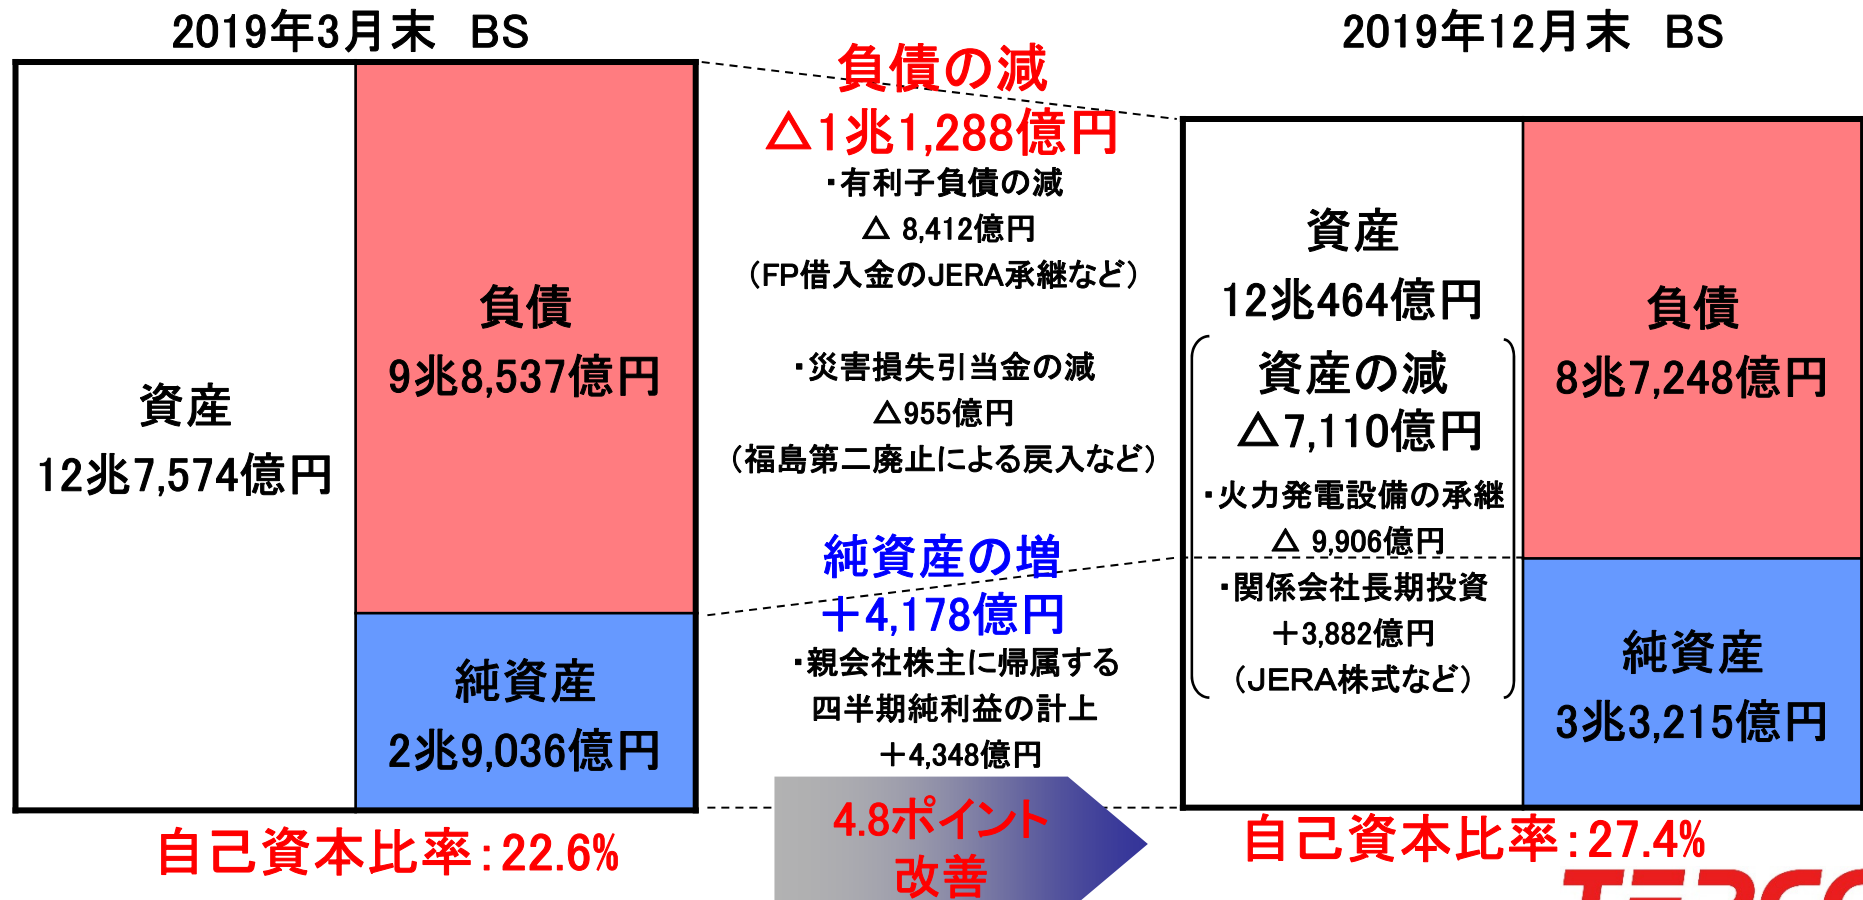 2019年3月末　BS
資産
12兆7,574億円
負債
9兆8,537億円
純資産
2兆9,036億円
自己資本比率：22.6%
負債の減
△1兆1,288億円
・有利子負債の減
△ 8,412億円
（FP借入金のJERA承継など）
・災害損失引当金の減
△955億円
（福島第二廃止による戻入など）
純資産の増
＋4,178億円
・親会社株主に帰属する
四半期純利益の計上
＋4,348億円
4.8ポイント
改善
2019年12月末　BS
資産
12兆464億円
資産の減
△7,110億円
・火力発電設備の承継
△ 9,906億円
・関係会社長期投資
＋3,882億円
（JERA株式など）
負債
8兆7,248億円
純資産
3兆3,215億円
自己資本比率：27.4%